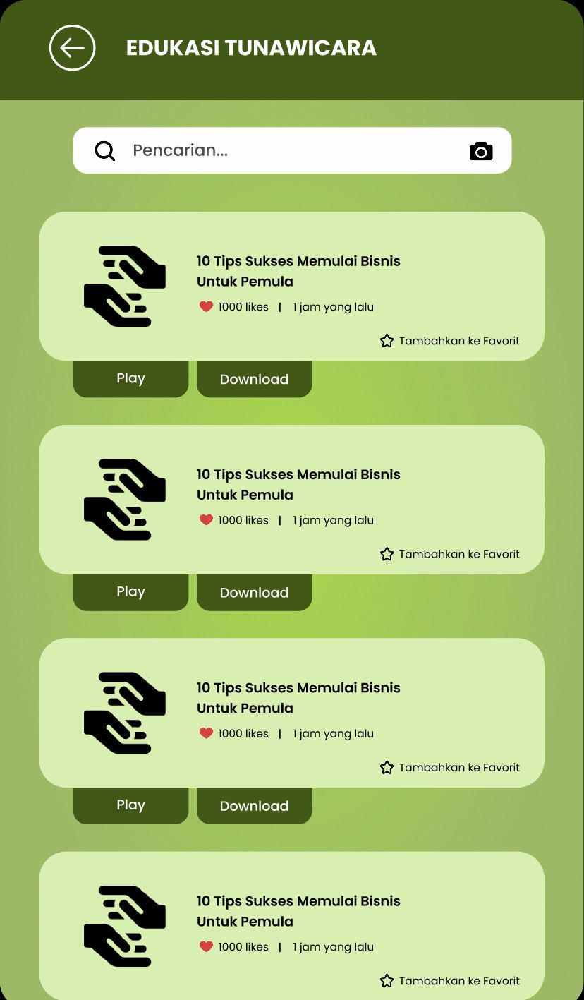 EDUKASI TUNAWICARA
Pencarian...
10 Tips Sukses Memulai Bisnis
Untuk Pemula
1000 likes | 1 jam yang lalu
Tambahkan ke Favorit
Play Download
10 Tips Sukses Memulai Bisnis
Untuk Pemula
1000 likes | 1 jam yang lalu
Tambahkan ke Favorit
Play Download
10 Tips Sukses Memulai Bisnis
Untuk Pemula
1000 likes | 1 jam yang lalu
Tambahkan ke Favorit
Play Download
10 Tips Sukses Memulai Bisnis
Untuk Pemula
1000 likes | 1 jam yang lalu
Tambahkan ke Favorit